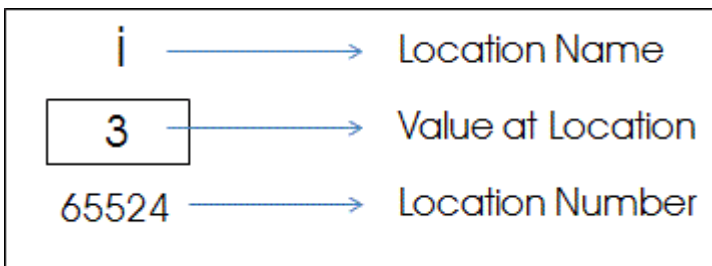 i Location Name
3 Value at Location
65524 Location Number